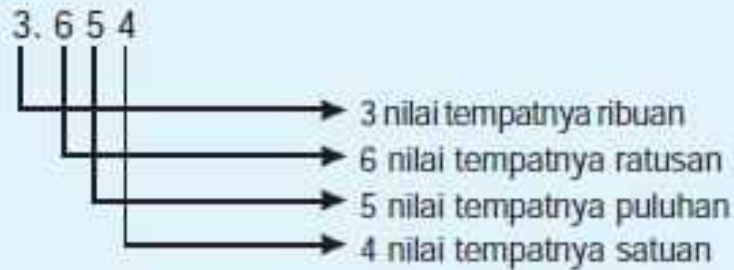 3. 6 5 4
3 nilai tempatnya ribuan
6 nilai tempatnya ratusan
5 nilai tempatnya puluhan
4 nilai tempatnya satuan